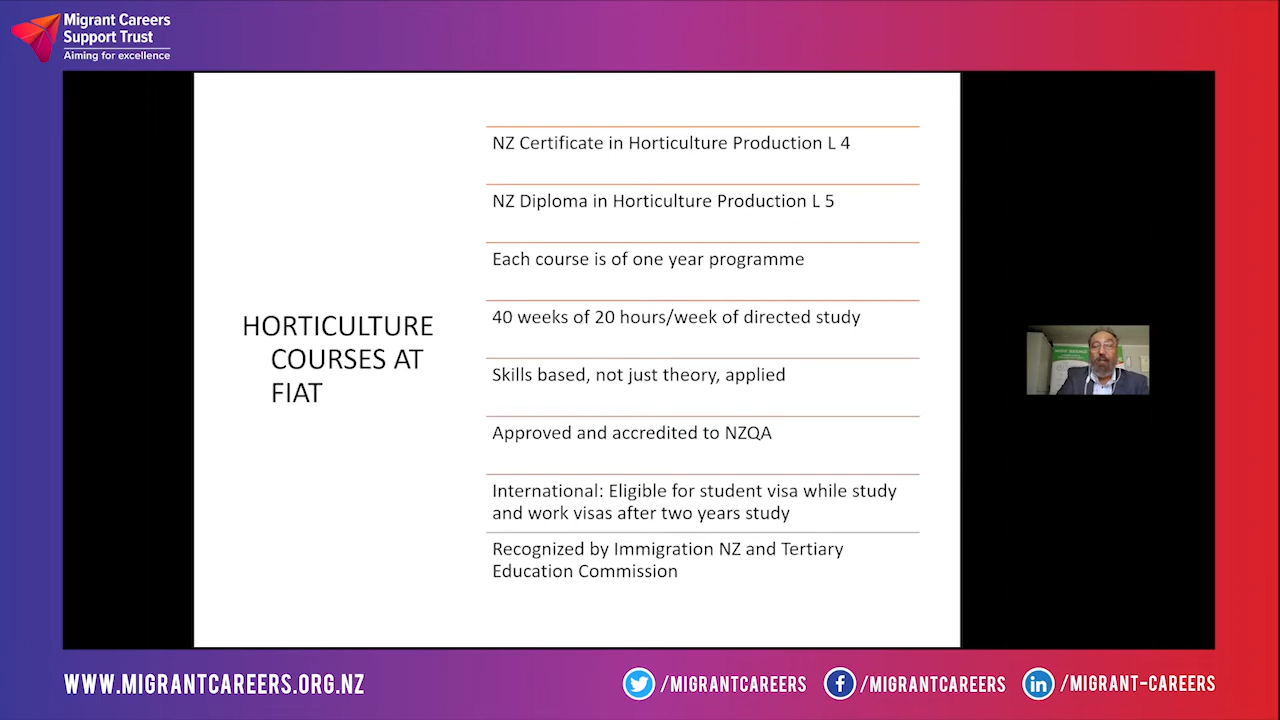 Migrant Careers
Support Trust
Aiming for excellence
HORTICULTURE
COURSES AT
FIAT
NZ Certificate in Horticulture Production L 4
NZ Diploma in Horticulture Production L 5
Each course is of one year programme
40 weeks of 20 hours/week of directed study
Skills based, not just theory, applied
Approved and accredited to NZQA
International: Eligible for student visa while study
and work visas after two years study
Recognized by Immigration NZ and Tertiary
Education Commission
WWW.MIGRANTCAREERS.ORG.NZ
/MIGRANTCAREERS
/MIGRANTCAREERS
/MIGRANT-CAREERS